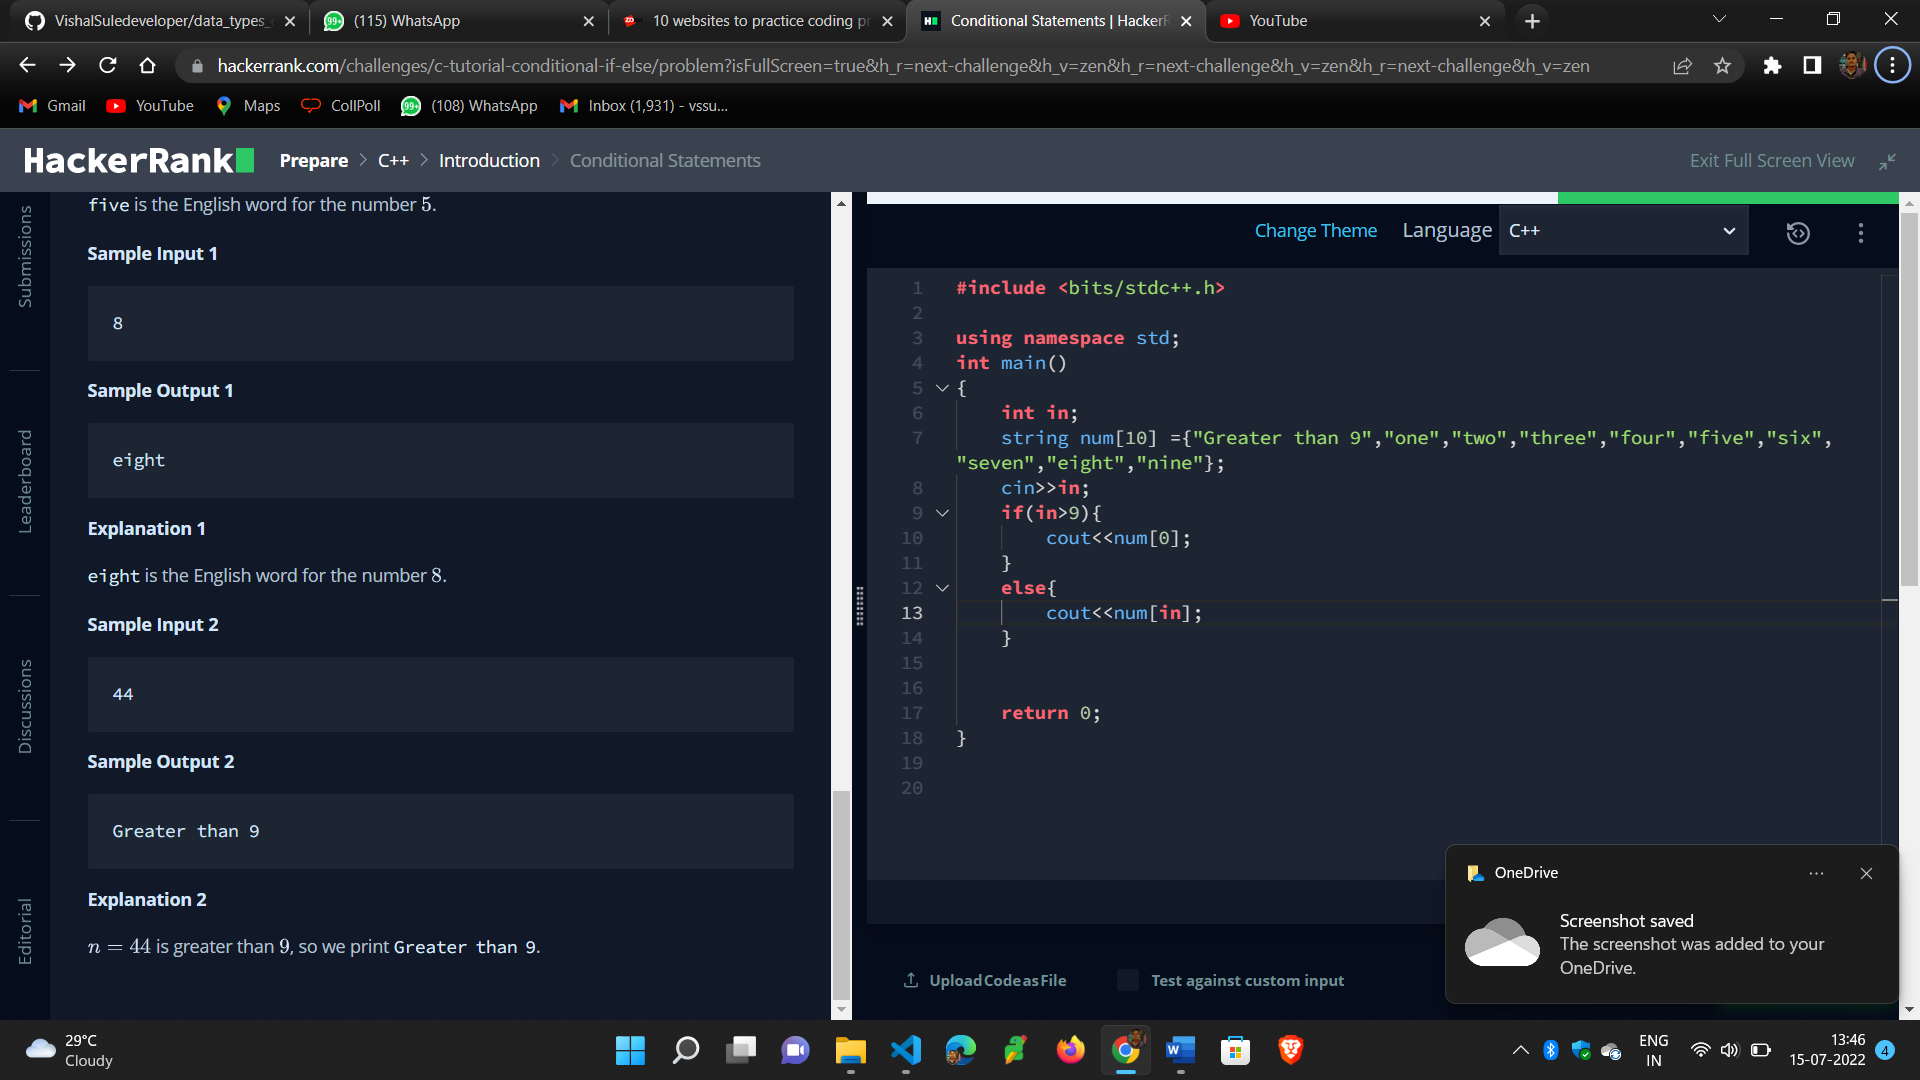 VishalSuledeveloper/data_types_
(115) WhatsApp
10 websites to practice coding pr
Conditional Statements | HackerR
YouTube
hackerrank.com/challenges/c-tutorial-conditional-if-else/problem?isFullScreen=true&h_r=next-challenge&h_v=zen&h_r=next-challenge&h_v=zen&h_r=next-challenge&h_v=zen
Gmail
YouTube
Maps
CollPoll
99+
(108) WhatsApp
Inbox (1,931) - vssu...
HackerRank
Prepare > C++ > Introduction > Conditional Statements
Exit Full Screen View
Submissions
Leaderboard
Discussions
Editorial
five is the English word for the number 5.
Sample Input 1
8
Sample Output 1
eight
Explanation 1
eight is the English word for the number 8.
Sample Input 2
44
Sample Output 2
Greater than 9
Explanation 2
n = 44 is greater than 9, so we print Greater than 9.
Change Theme
Language
C++
1 #include <bits/stdc++.h>
2
3 using namespace std;
4 int main()
5 {
6 int in;
7 string num[10] ={"Greater than 9","one","two","three","four","five","six",
"seven","eight","nine"};
8 cin>>in;
9 if(in>9){
10 cout<<num[0];
11 }
12 else{
13 cout<<num[in];
14 }
15
16
17 return 0;
18 }
19
20
Upload Code as File
Test against custom input
OneDrive
Screenshot saved
The screenshot was added to your
OneDrive.
29°C
Cloudy
ENG
IN
13:46
15-07-2022
4